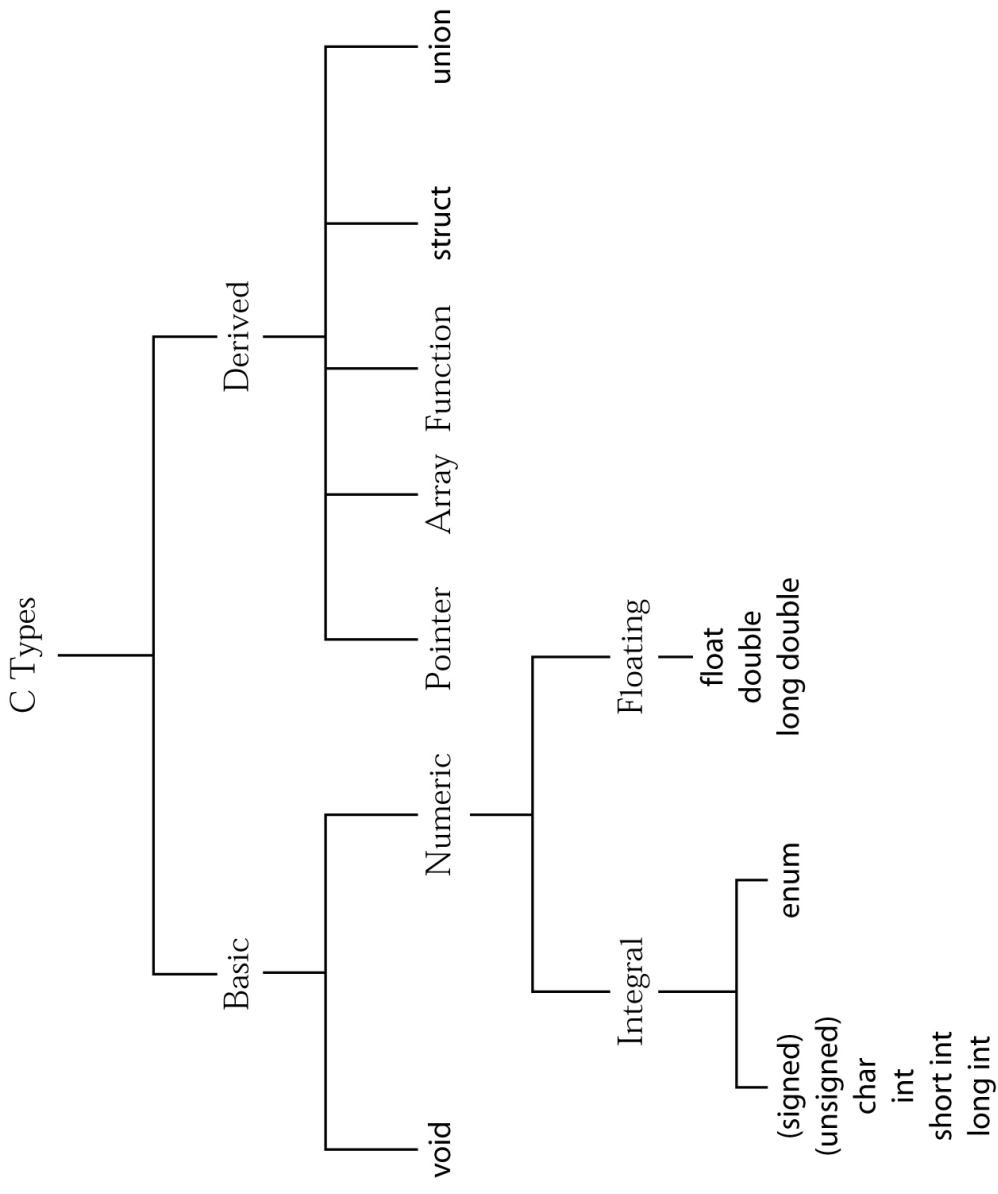 C Types
Basic
Derived
void
Numeric
Pointer
Array
Function
struct
union
Integral
Floating
(signed)
(unsigned)
char
int
short int
long int
enum
float
double
long double